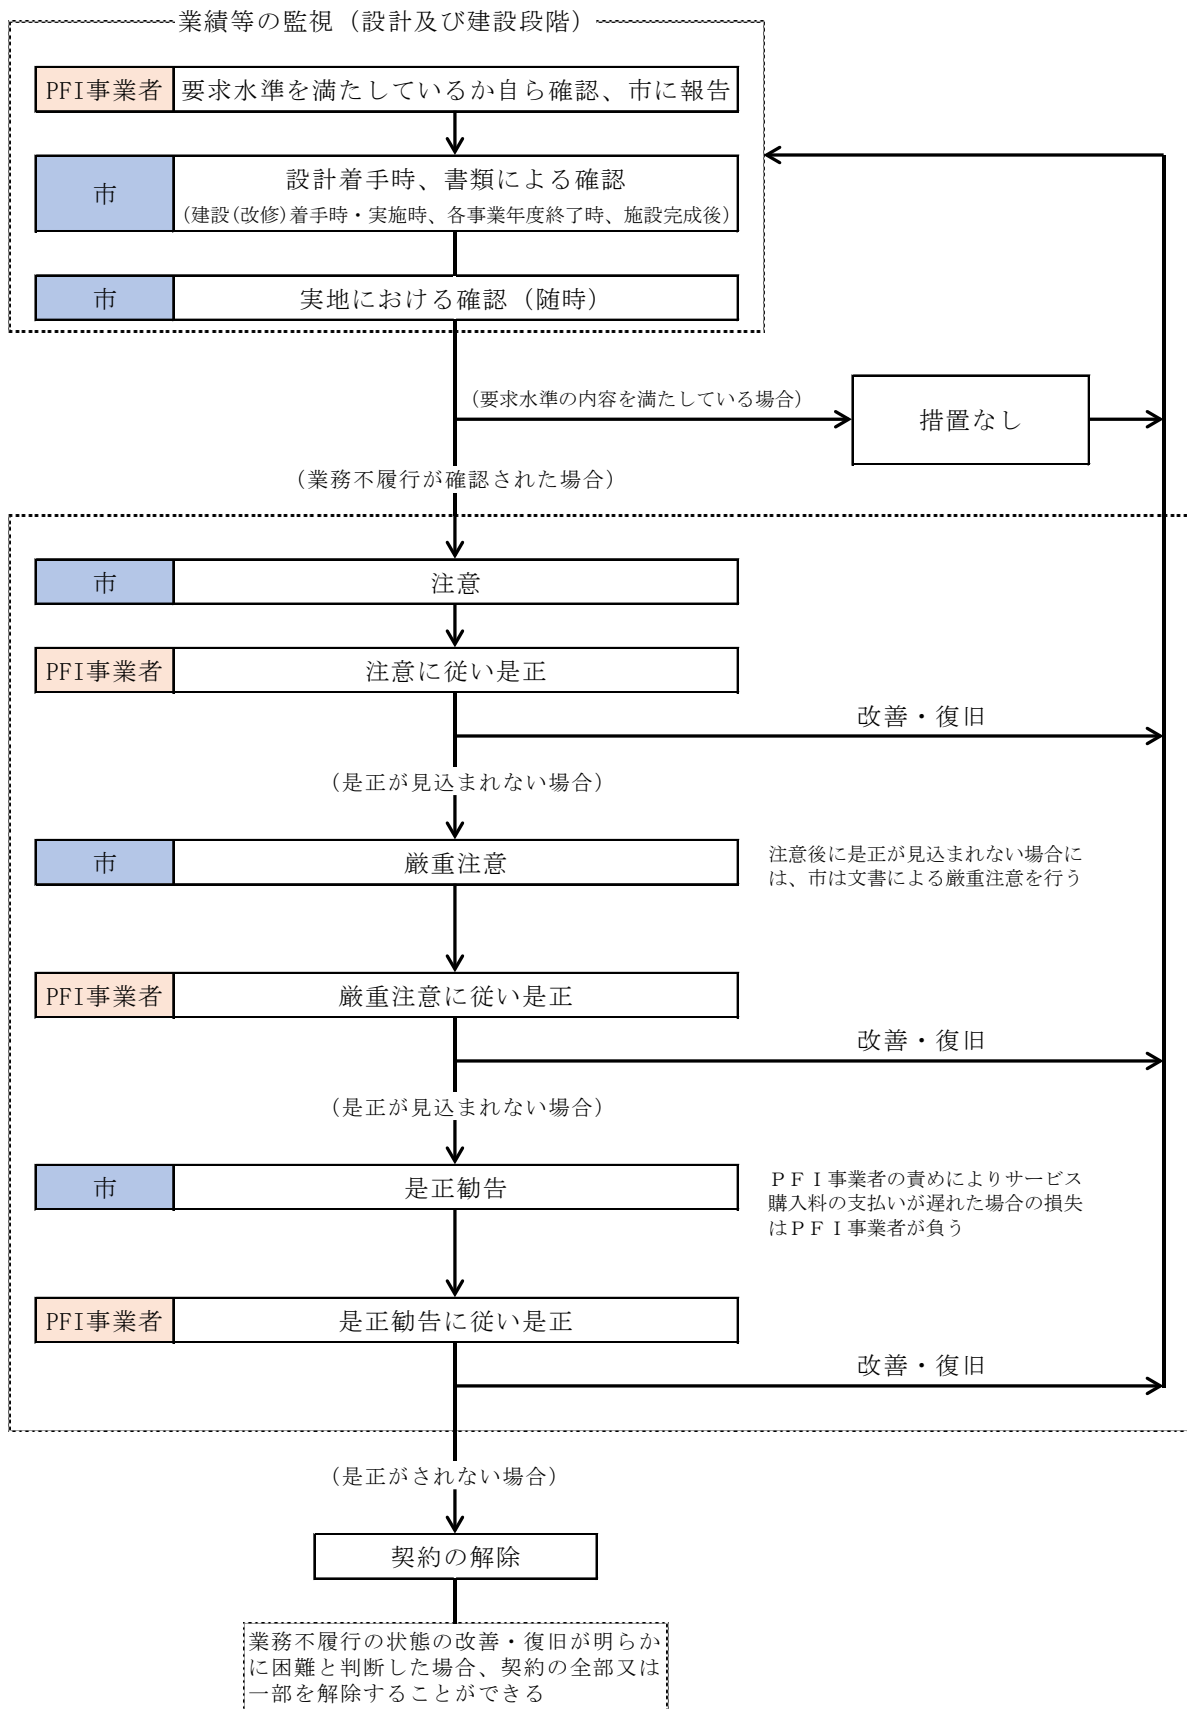 業績等の監視（設計及び建設段階）
PFI事業者 要求水準を満たしているか自ら確認、市に報告
市 設計着手時、書類による確認
(建設(改修)着手時・実施時、各事業年度終了時、施設完成後)
市 実地における確認（随時）
（要求水準の内容を満たしている場合）
措置なし
（業務不履行が確認された場合）
市 注意
PFI事業者 注意に従い是正
改善・復旧
（是正が見込まれない場合）
市 厳重注意
注意後に是正が見込まれない場合に
は、市は文書による厳重注意を行う
PFI事業者 厳重注意に従い是正
改善・復旧
（是正が見込まれない場合）
市 是正勧告
ＰＦＩ事業者の責めによりサービス
購入料の支払いが遅れた場合の損失
はＰＦＩ事業者が負う
PFI事業者 是正勧告に従い是正
改善・復旧
（是正がされない場合）
契約の解除
業務不履行の状態の改善・復旧が明らか
に困難と判断した場合、契約の全部又は
一部を解除することができる